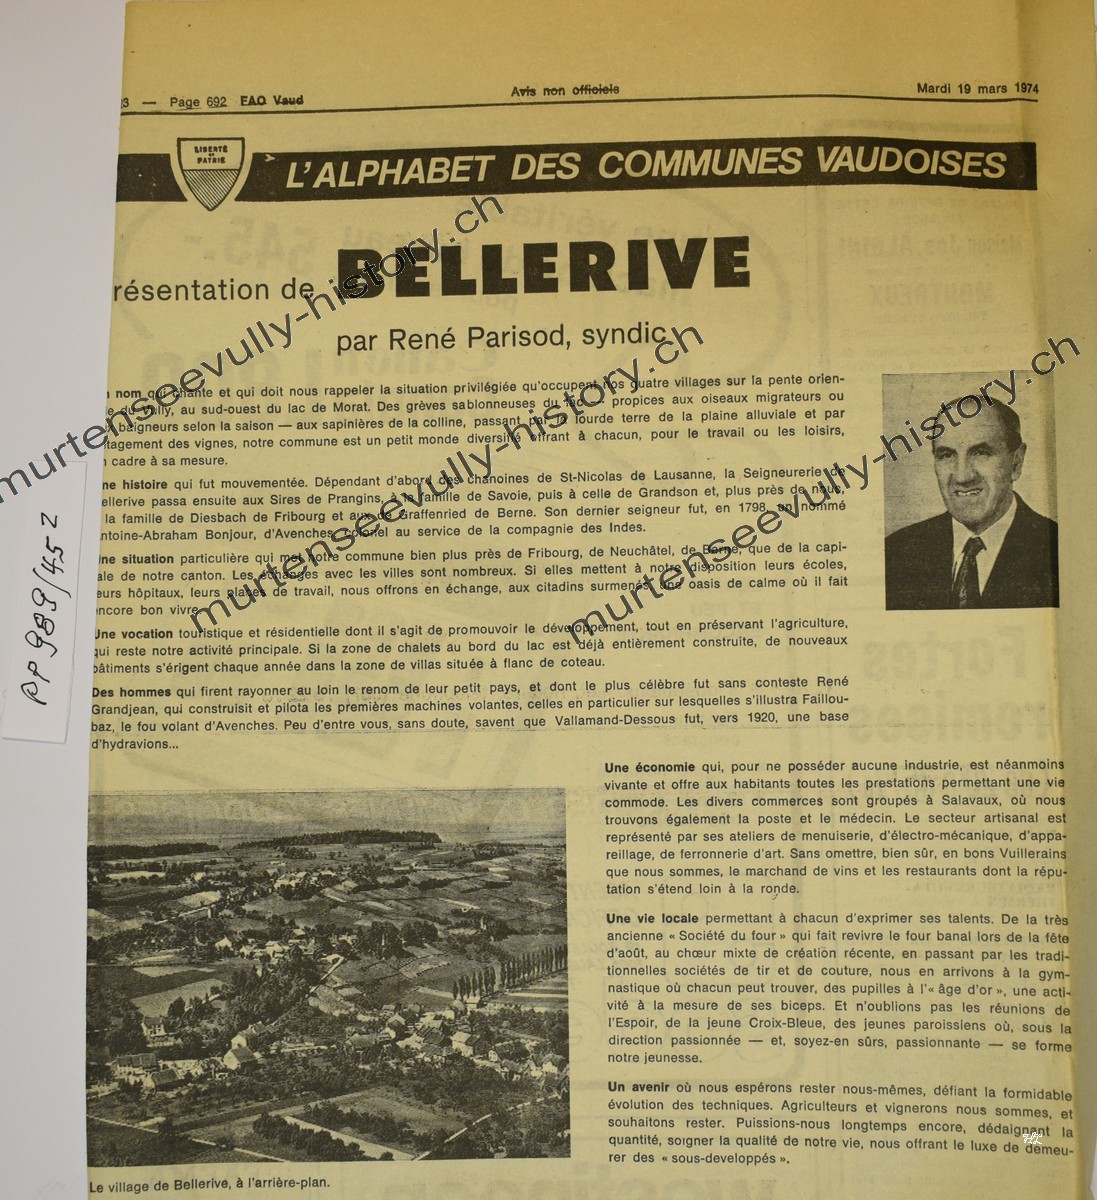 3 — Page 692 FAO Vaud
Avis non officiels
Mardi 19 mars 1974
LIBERTÉ
ET
PATRIE
L'ALPHABET DES COMMUNES VAUDOISES
résentation de BELLERIVE
par René Parisod, syndic
nom qui chante et qui doit nous rappeler la situation privilégiée qu'occupent nos quatre villages sur la pente orien-
du Vully, au sud-ouest du lac de Morat. Des grèves sablonneuses du lac — propices aux oiseaux migrateurs ou
baigneurs selon la saison — aux sapinières de la colline, passant par la lourde terre de la plaine alluviale et par
tagement des vignes, notre commune est un petit monde diversifié offrant à chacun, pour le travail ou les loisirs,
cadre à sa mesure.
ne histoire qui fut mouvementée. Dépendant d'abord des chanoines de St-Nicolas de Lausanne, la Seigneurerie de
ellerive passa ensuite aux Sires de Prangins, à la famille de Savoie, puis à celle de Grandson et, plus près de nous,
la famille de Diesbach de Fribourg et aux de Graffenried de Berne. Son dernier seigneur fut, en 1798, un nommé
ntoine-Abraham Bonjour, d'Avenches, colonel au service de la compagnie des Indes.
Une situation particulière qui met notre commune bien plus près de Fribourg, de Neuchâtel, de Berne, que de la capi-
ale de notre canton. Les échanges avec les villes sont nombreux. Si elles mettent à notre disposition leurs écoles,
eurs hôpitaux, leurs places de travail, nous offrons en échange, aux citadins surmenés, une oasis de calme où il fait
encore bon vivre.
Une vocation touristique et résidentielle dont il s'agit de promouvoir le développement, tout en préservant l'agriculture,
qui reste notre activité principale. Si la zone de chalets au bord du lac est déjà entièrement construite, de nouveaux
bâtiments s'érigent chaque année dans la zone de villas située à flanc de coteau.
Des hommes qui firent rayonner au loin le renom de leur petit pays, et dont le plus célèbre fut sans conteste René
Grandjean, qui construisit et pilota les premières machines volantes, celles en particulier sur lesquelles s'illustra Faillou-
baz, le fou volant d'Avenches. Peu d'entre vous, sans doute, savent que Vallamand-Dessous fut, vers 1920, une base
d'hydravions...
Une économie qui, pour ne posséder aucune industrie, est néanmoins
vivante et offre aux habitants toutes les prestations permettant une vie
commode. Les divers commerces sont groupés à Salavaux, où nous
trouvons également la poste et le médecin. Le secteur artisanal est
représenté par ses ateliers de menuiserie, d'électro-mécanique, d'appa-
reillage, de ferronnerie d'art. Sans omettre, bien sûr, en bons Vuillerains
que nous sommes, le marchand de vins et les restaurants dont la répu-
tation s'étend loin à la ronde.
Une vie locale permettant à chacun d'exprimer ses talents. De la très
ancienne « Société du four » qui fait revivre le four banal lors de la fête
d'août, au chœur mixte de création récente, en passant par les tradi-
tionnelles sociétés de tir et de couture, nous en arrivons à la gym-
nastique où chacun peut trouver, des pupilles à l'« âge d'or », une acti-
vité à la mesure de ses biceps. Et n'oublions pas les réunions de
l'Espoir, de la jeune Croix-Bleue, des jeunes paroissiens où, sous la
direction passionnée — et, soyez-en sûrs, passionnante — se forme
notre jeunesse.
Un avenir où nous espérons rester nous-mêmes, défiant la formidable
évolution des techniques. Agriculteurs et vignerons nous sommes, et
souhaitons rester. Puissions-nous longtemps encore, dédaignant la
quantité, soigner la qualité de notre vie, nous offrant le luxe de demeu-
rer des « sous-developpés ».
Le village de Bellerive, à l'arrière-plan.
PP 989/45 2
murtenseevully-history.ch
murtenseevully-history.ch
murtenseevully-history.ch